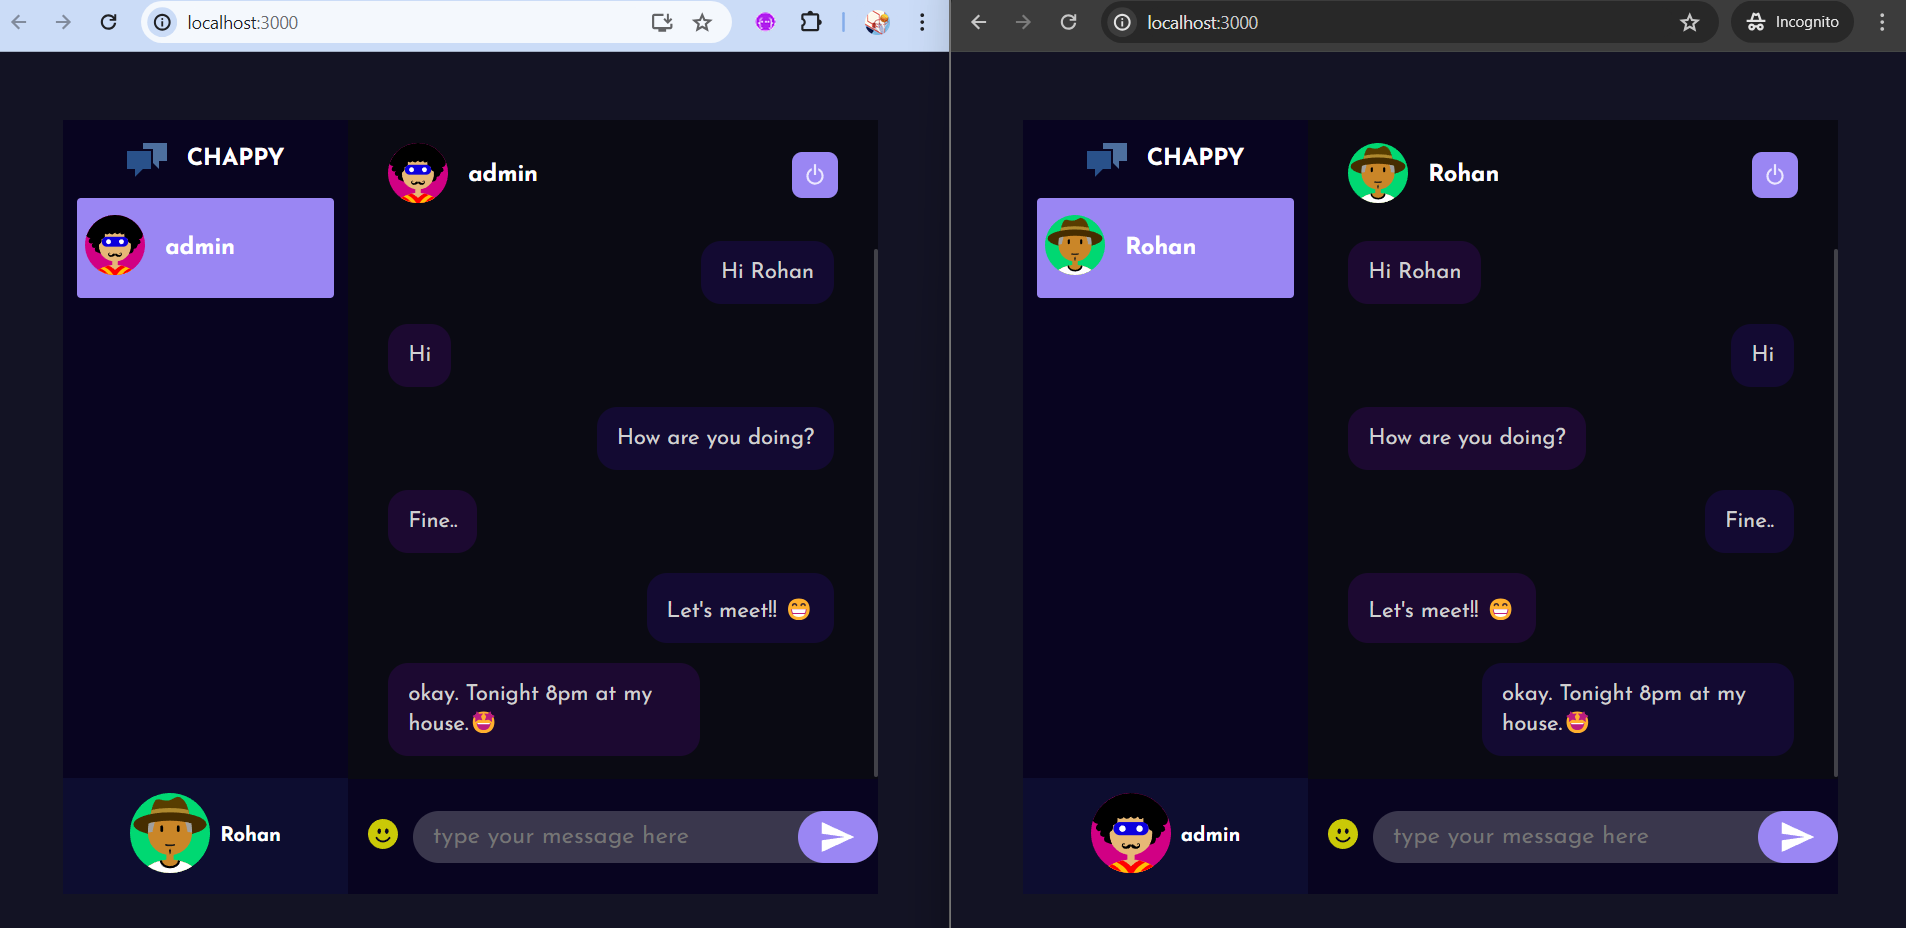 localhost:3000
CHAPPY
admin
admin
Hi Rohan
Hi
How are you doing?
Fine..
Let's meet!! 😁
okay. Tonight 8pm at my
house.🤩
Rohan
type your message here
localhost:3000
Incognito
CHAPPY
Rohan
Rohan
Hi Rohan
Hi
How are you doing?
Fine..
Let's meet!! 😁
okay. Tonight 8pm at my
house.🤩
admin
type your message here